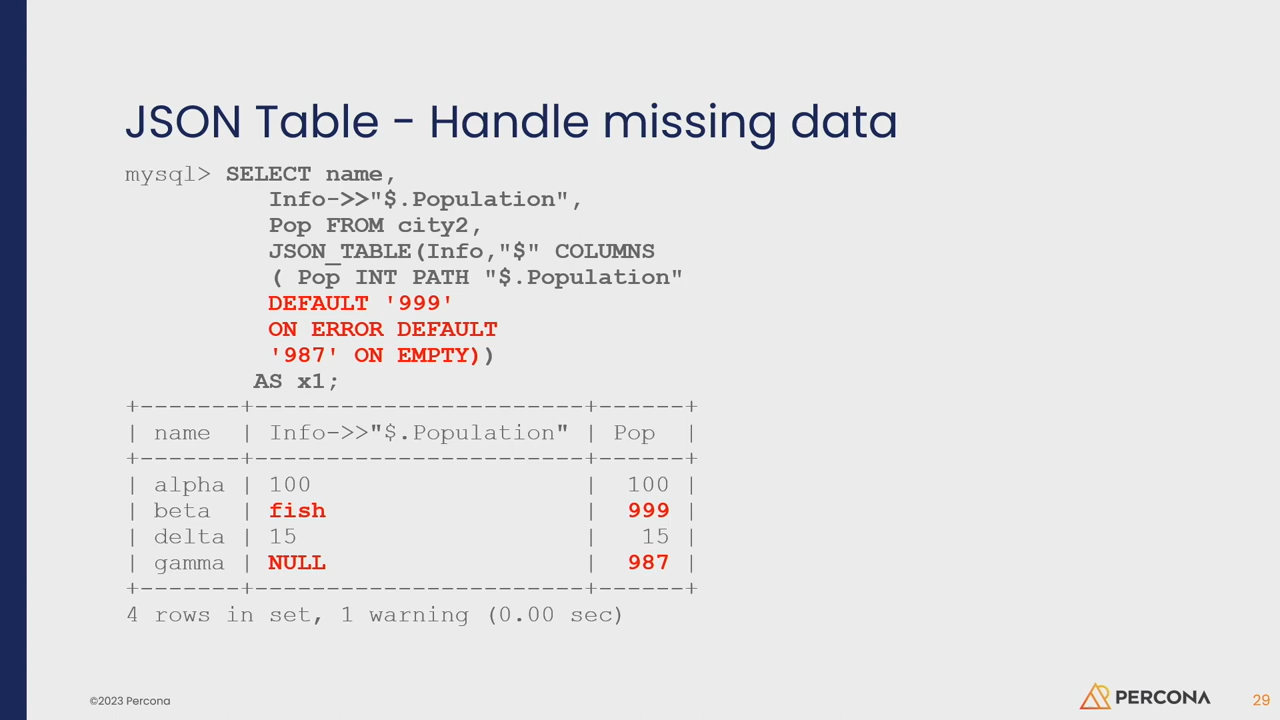 JSON Table - Handle missing data
mysql> SELECT name,
Info->>"$.Population",
Pop FROM city2,
JSON_TABLE(Info,"$" COLUMNS
( Pop INT PATH "$.Population"
DEFAULT '999'
ON ERROR DEFAULT
'987' ON EMPTY))
AS x1;
+-------+-----------------------+------+
| name  | Info->>"$.Population" | Pop  |
+-------+-----------------------+------+
| alpha | 100                   |  100 |
| beta  | fish                  |  999 |
| delta | 15                    |   15 |
| gamma | NULL                  |  987 |
+-------+-----------------------+------+
4 rows in set, 1 warning (0.00 sec)
©2023 Percona
PERCONA
29